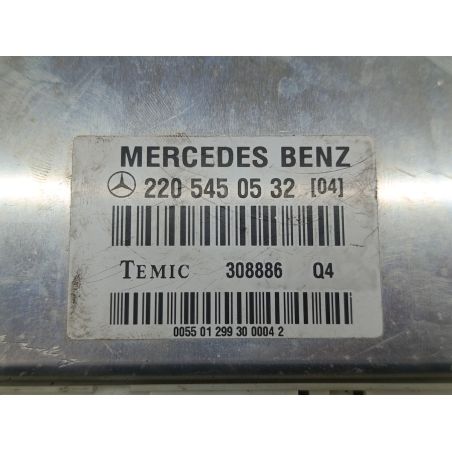 MERCEDES BENZ
220 545 05 32 [04]
TEMIC 308886 Q4
0055 01 299 30 0004 2